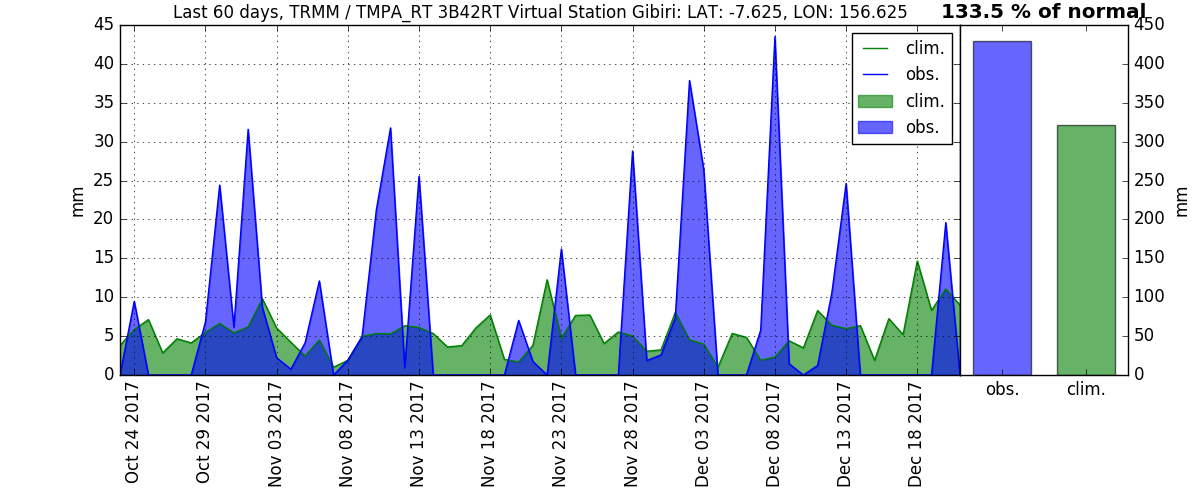 Last 60 days, TRMM / TMPA_RT 3B42RT Virtual Station Gibiri: LAT: -7.625, LON: 156.625
133.5 % of normal
45
40
35
30
25
20
15
10
5
0
mm
clim.
obs.
clim.
obs.
Oct 24 2017
Oct 29 2017
Nov 03 2017
Nov 08 2017
Nov 13 2017
Nov 18 2017
Nov 23 2017
Nov 28 2017
Dec 03 2017
Dec 08 2017
Dec 13 2017
Dec 18 2017
450
400
350
300
250
200
150
100
50
0
mm
obs.
clim.